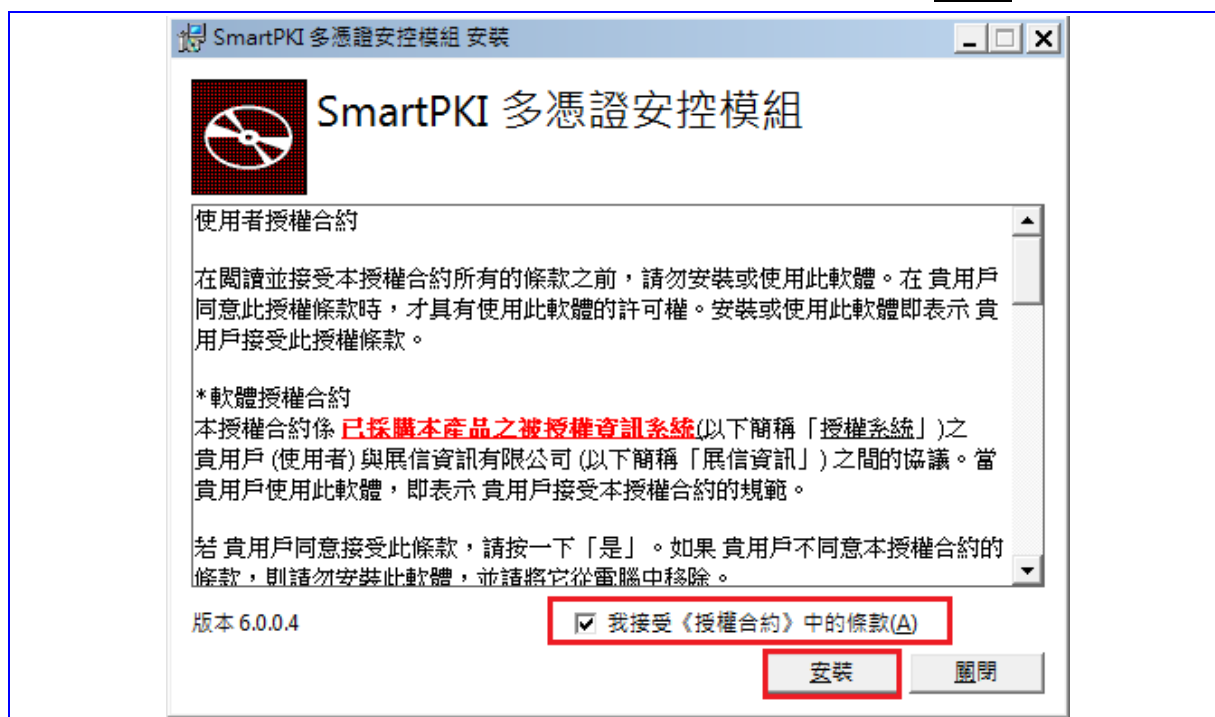 SmartPKI 多憑證安控模組 安裝
SmartPKI 多憑證安控模組
使用者授權合約
在閱讀並接受本授權合約所有的條款之前，請勿安裝或使用此軟體。在 貴用戶
同意此授權條款時，才具有使用此軟體的許可權。安裝或使用此軟體即表示 貴
用戶接受此授權條款。
*軟體授權合約
本授權合約係 已採購本產品之被授權資訊系統(以下簡稱「授權系統」)之
貴用戶 (使用者) 與展信資訊有限公司 (以下簡稱「展信資訊」) 之間的協議。當
貴用戶使用此軟體，即表示 貴用戶接受本授權合約的規範。
若 貴用戶同意接受此條款，請按一下「是」。如果 貴用戶不同意本授權合約的
條款，則請勿安裝此軟體，並請將它從電腦中移除。
版本 6.0.0.4
我接受《授權合約》中的條款(A)
安裝
關閉